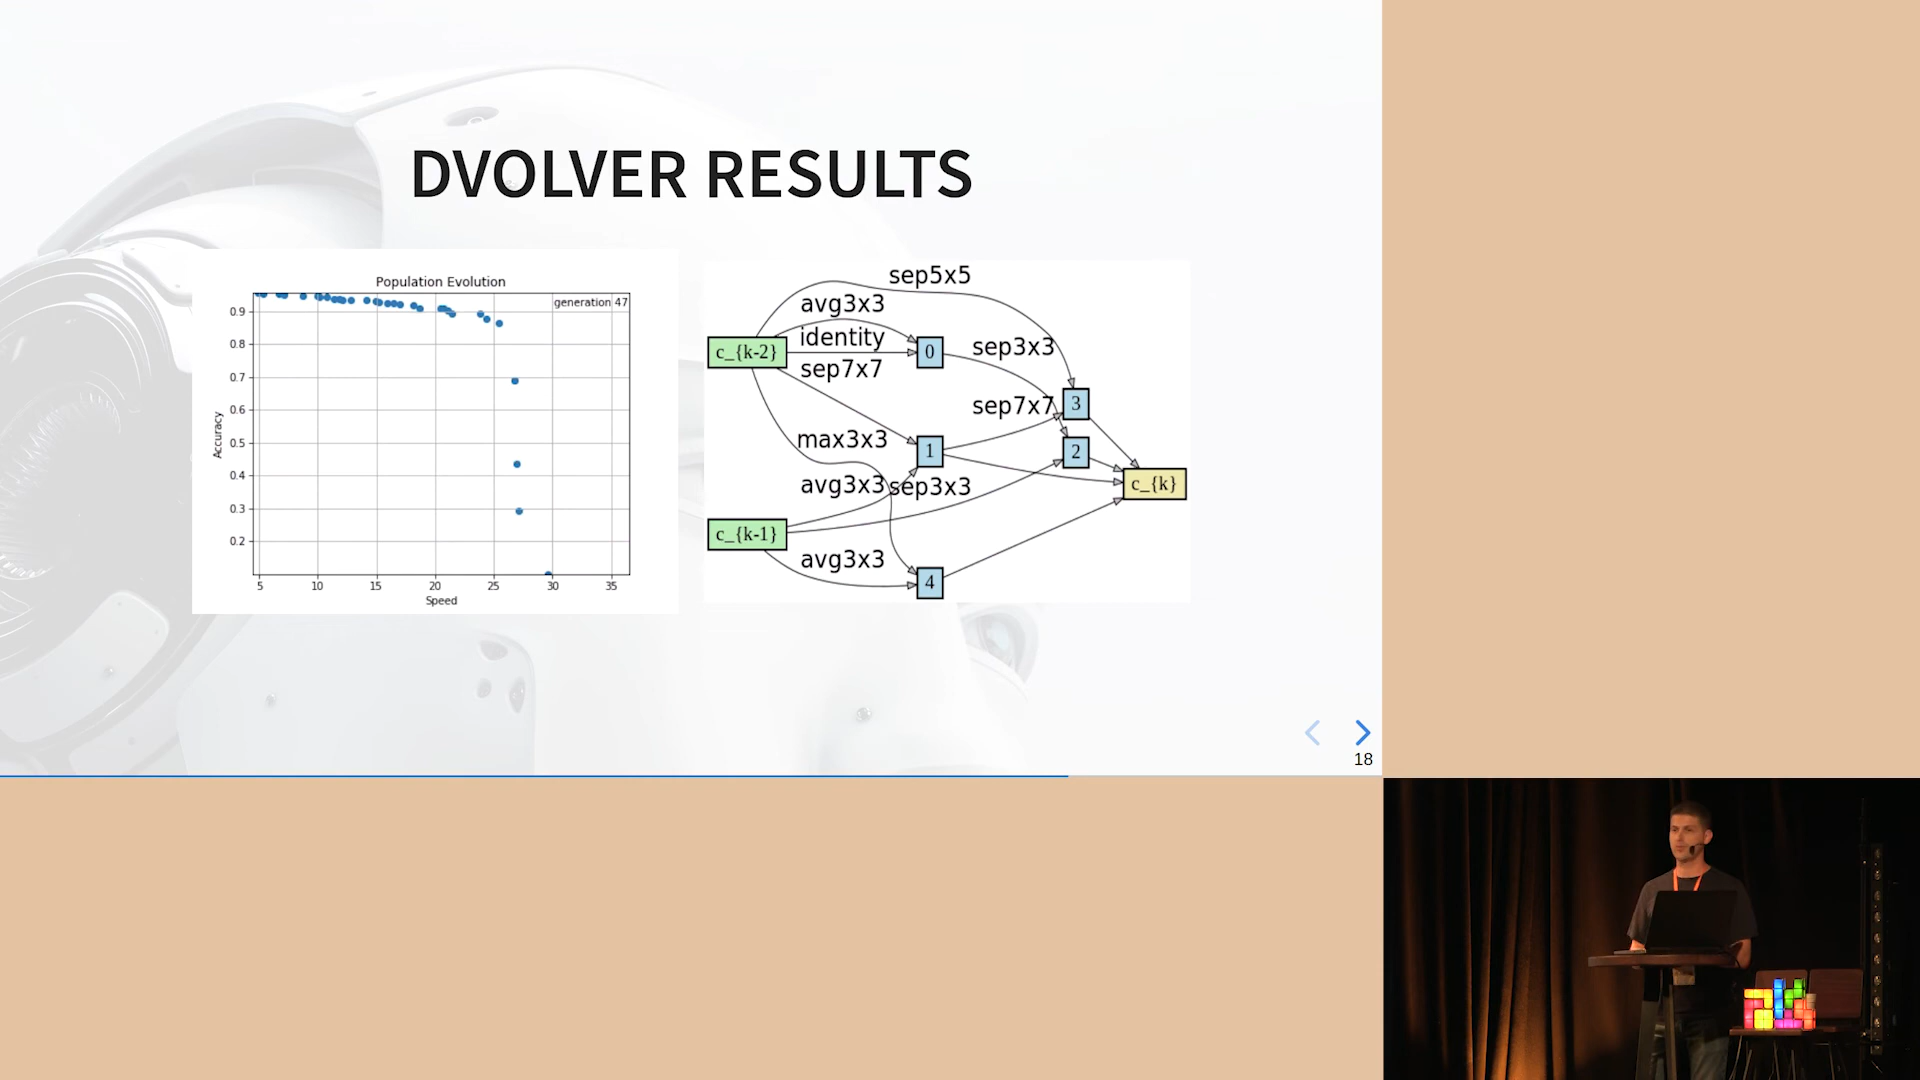 DVOLVER RESULTS
Population Evolution
generation 47
0.9
0.8
0.7
0.6
0.5
0.4
0.3
0.2
Accuracy
5 10 15 20 25 30 35
Speed
sep5x5
avg3x3
identity
sep7x7
c_{k-2}
0
sep3x3
sep7x7
3
max3x3
1
2
avg3x3
sep3x3
c_{k}
c_{k-1}
avg3x3
4
18